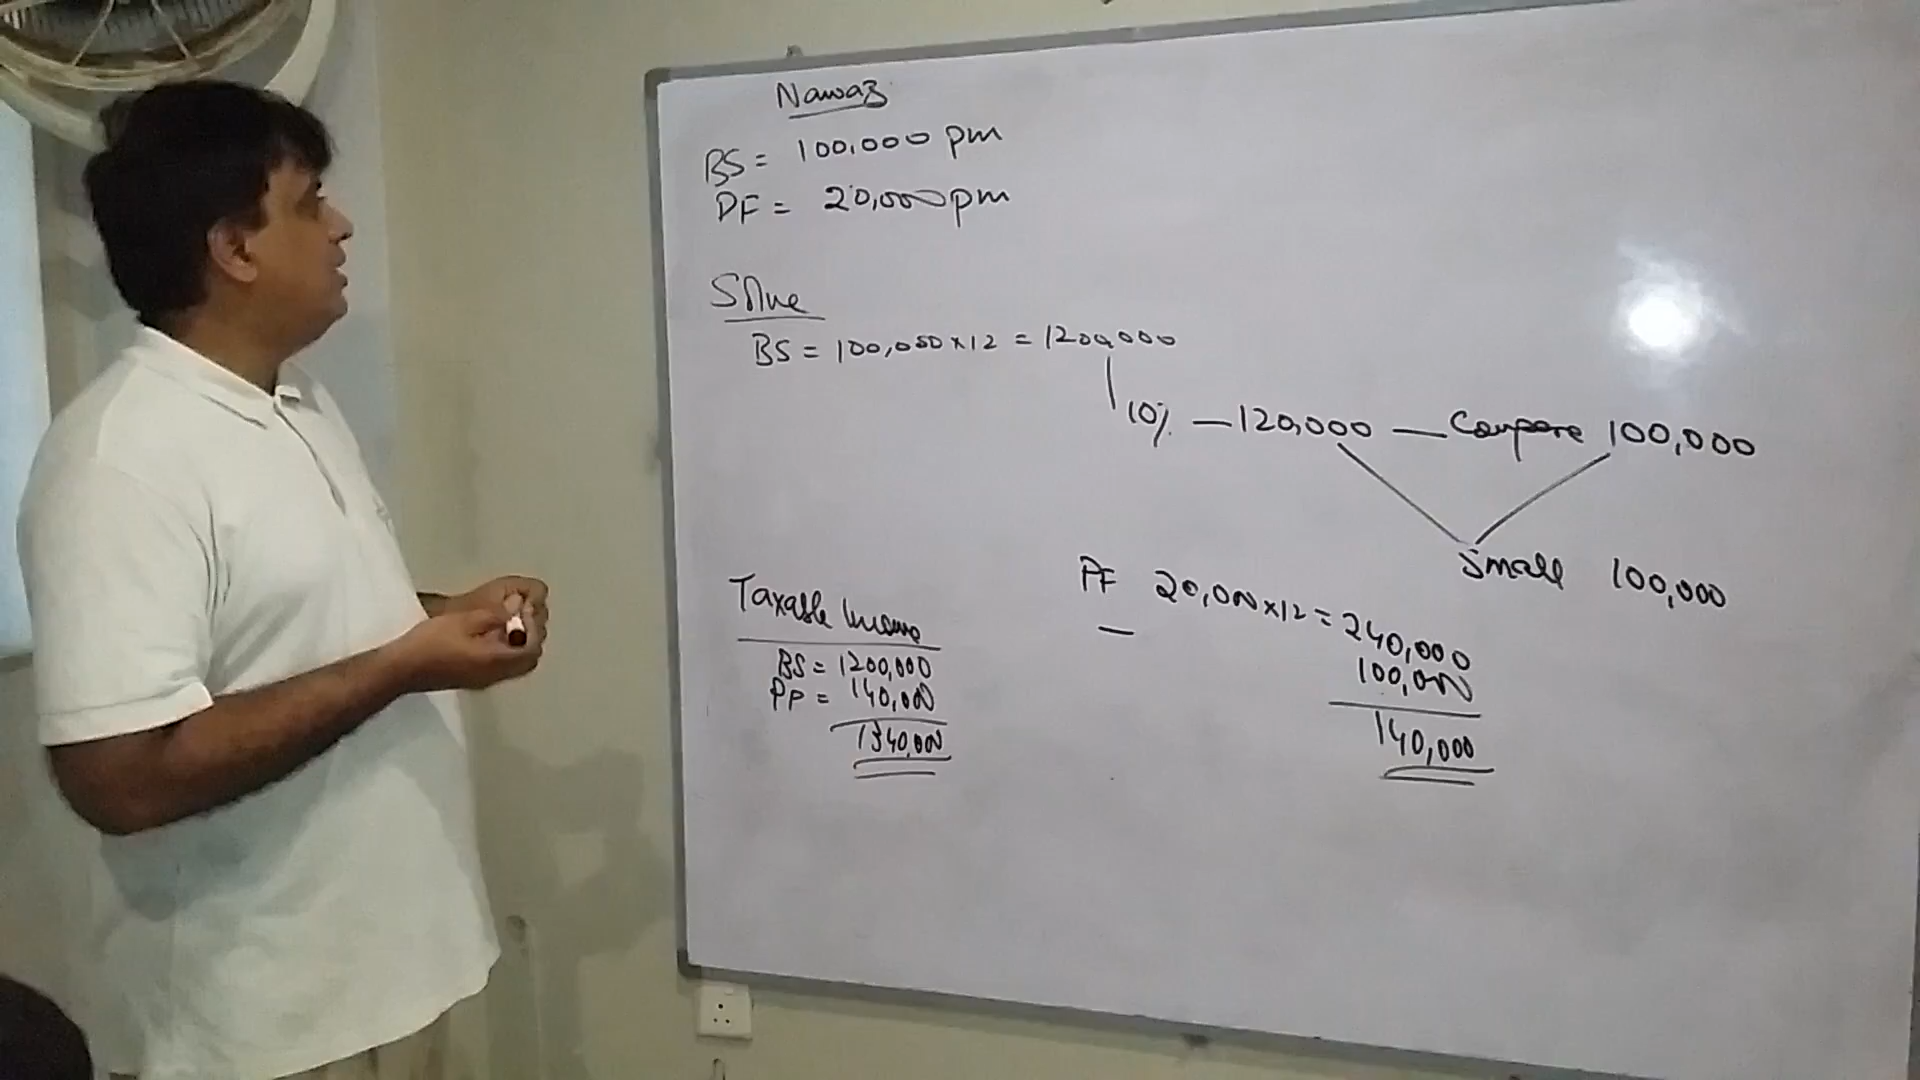 Nawaz
BS = 100,000 pm
PF = 20,000 pm
Solve
BS = 100,000 x 12 = 1200,000
10% — 120,000 — Compare 100,000
Small 100,000
PF 20,000 x 12 = 240,000
100,000
140,000
Taxable Income
BS = 1200,000
PP = 140,000
1340,000